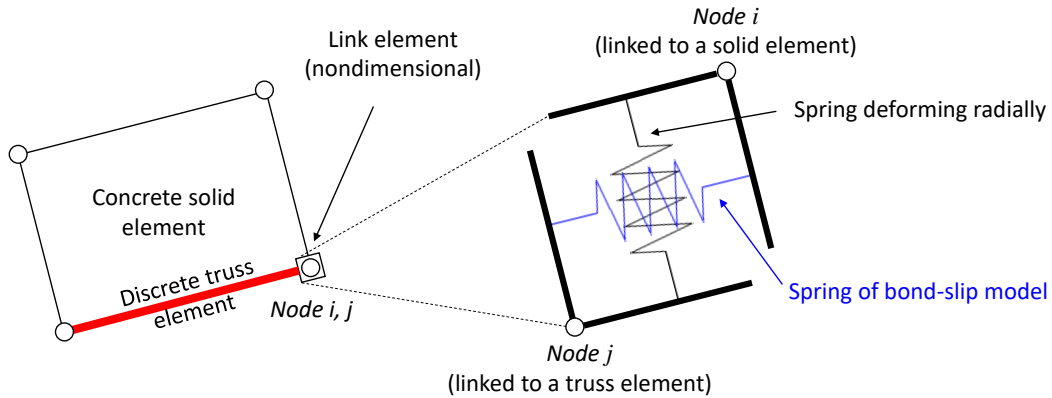 Link element
(nondimensional)
Concrete solid
element
Discrete truss
element
Node i, j
Node i
(linked to a solid element)
Spring deforming radially
Spring of bond-slip model
Node j
(linked to a truss element)